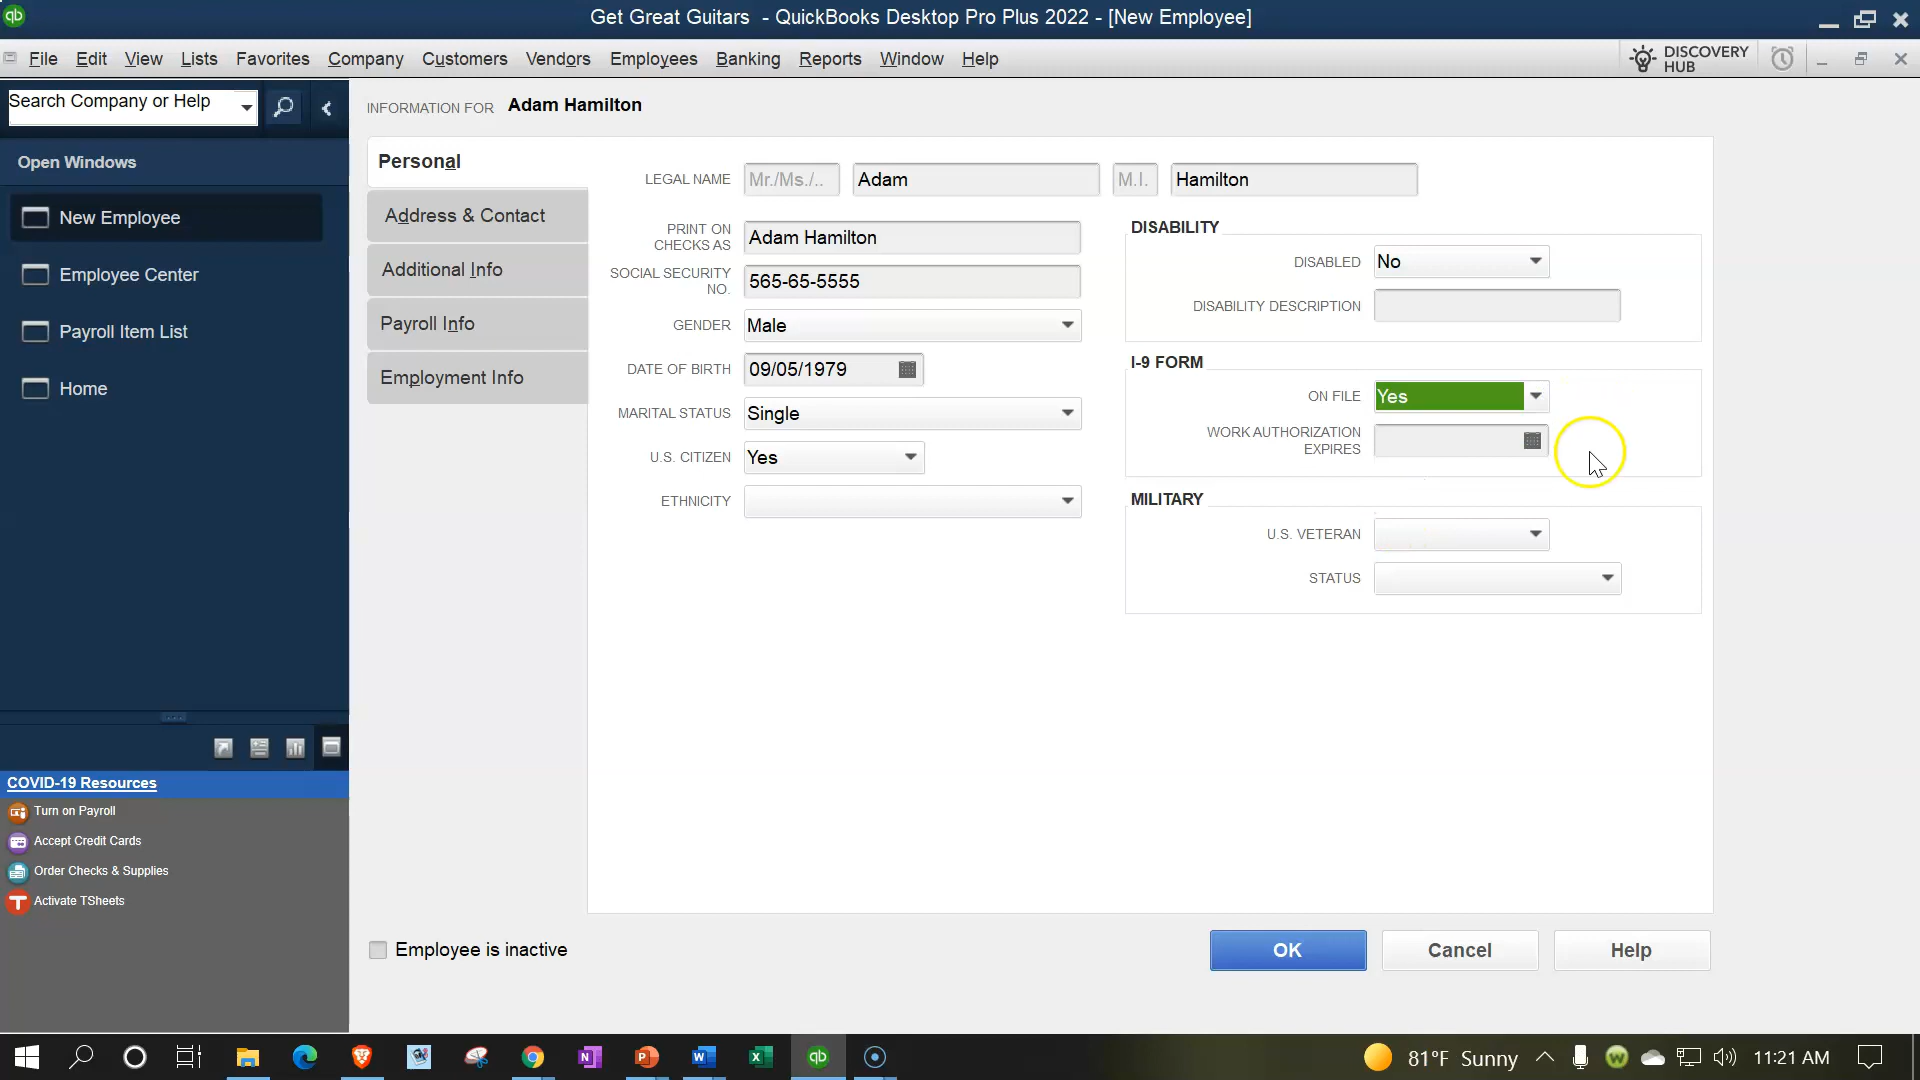 qb
Get Great Guitars - QuickBooks Desktop Pro Plus 2022 - [New Employee]
File Edit View Lists Favorites Company Customers Vendors Employees Banking Reports Window Help
DISCOVERY
HUB
Search Company or Help
INFORMATION FOR Adam Hamilton
Open Windows
New Employee
Employee Center
Payroll Item List
Home
Personal
Address & Contact
Additional Info
Payroll Info
Employment Info
LEGAL NAME Mr./Ms./.. Adam M.I. Hamilton
PRINT ON
CHECKS AS
Adam Hamilton
SOCIAL SECURITY
NO.
565-65-5555
GENDER Male
DATE OF BIRTH 09/05/1979
MARITAL STATUS Single
U.S. CITIZEN Yes
ETHNICITY
DISABILITY
DISABLED No
DISABILITY DESCRIPTION
I-9 FORM
ON FILE Yes
WORK AUTHORIZATION
EXPIRES
MILITARY
U.S. VETERAN
STATUS
COVID-19 Resources
Turn on Payroll
Accept Credit Cards
Order Checks & Supplies
Activate TSheets
Employee is inactive
OK Cancel Help
81°F Sunny 11:21 AM